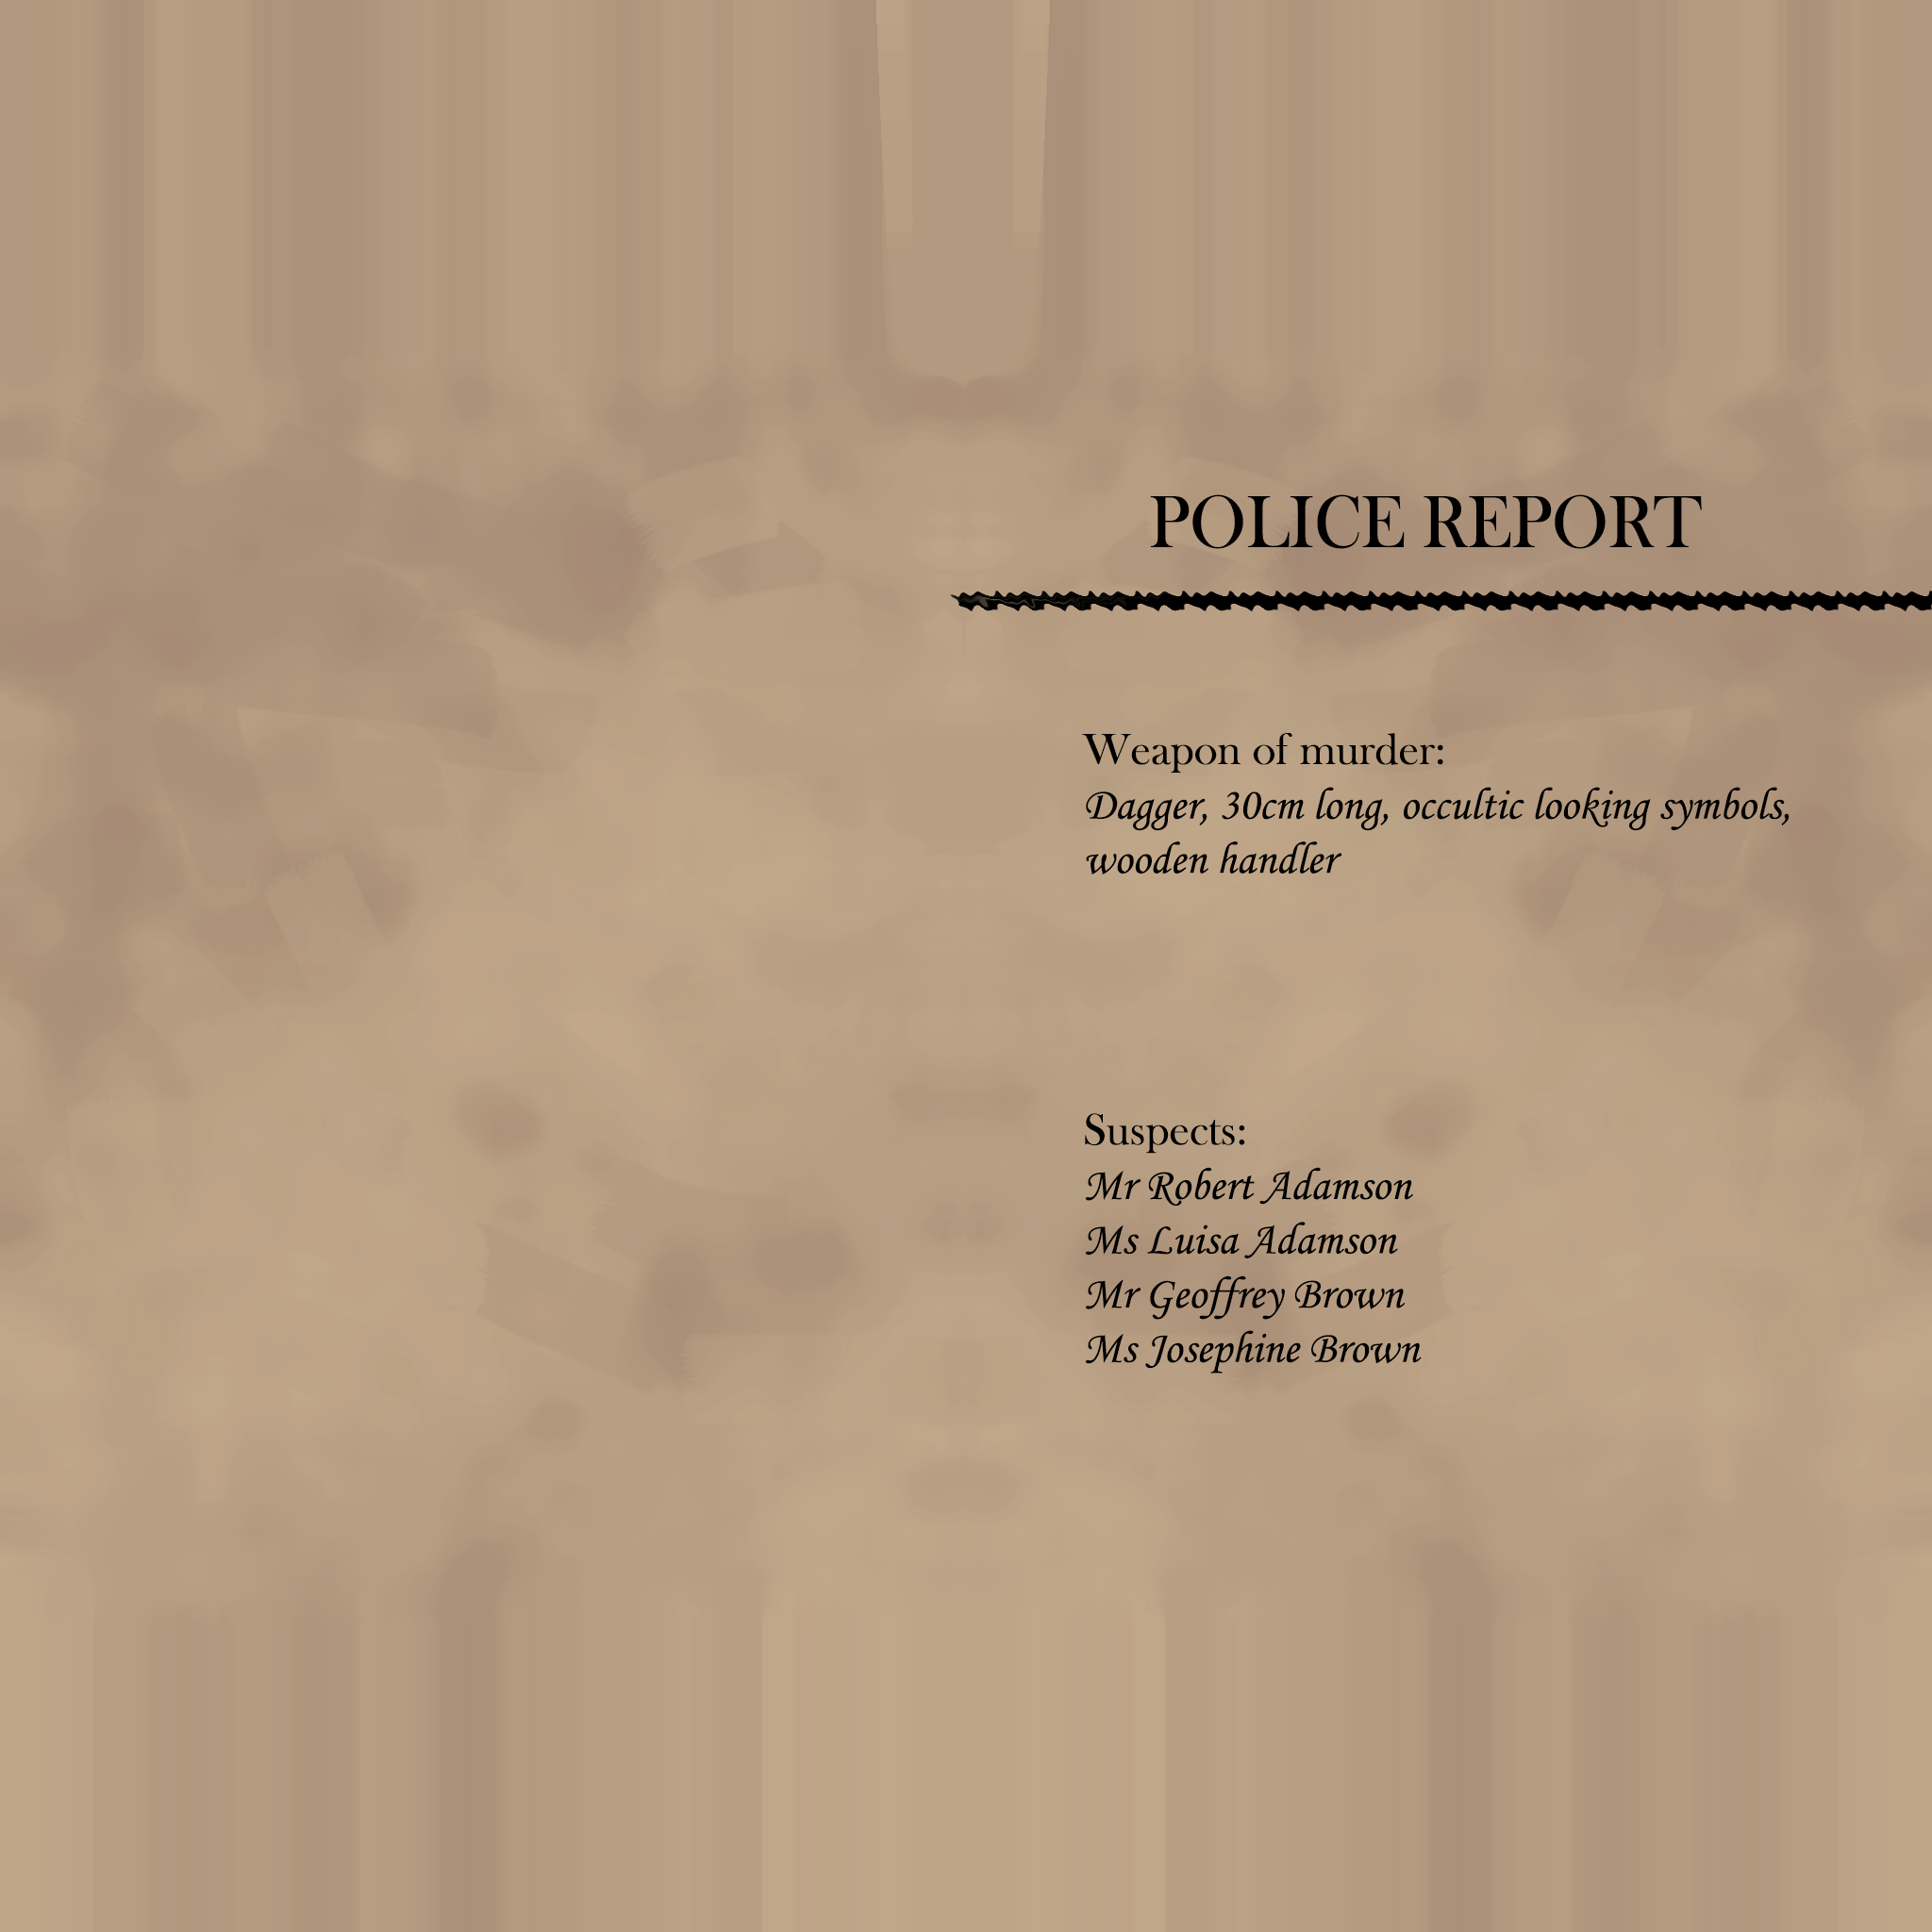 POLICE REPORT
Weapon of murder:
Dagger, 30cm long, occultic looking symbols,
wooden handler
Suspects:
Mr Robert Adamson
Ms Luisa Adamson
Mr Geoffrey Brown
Ms Josephine Brown